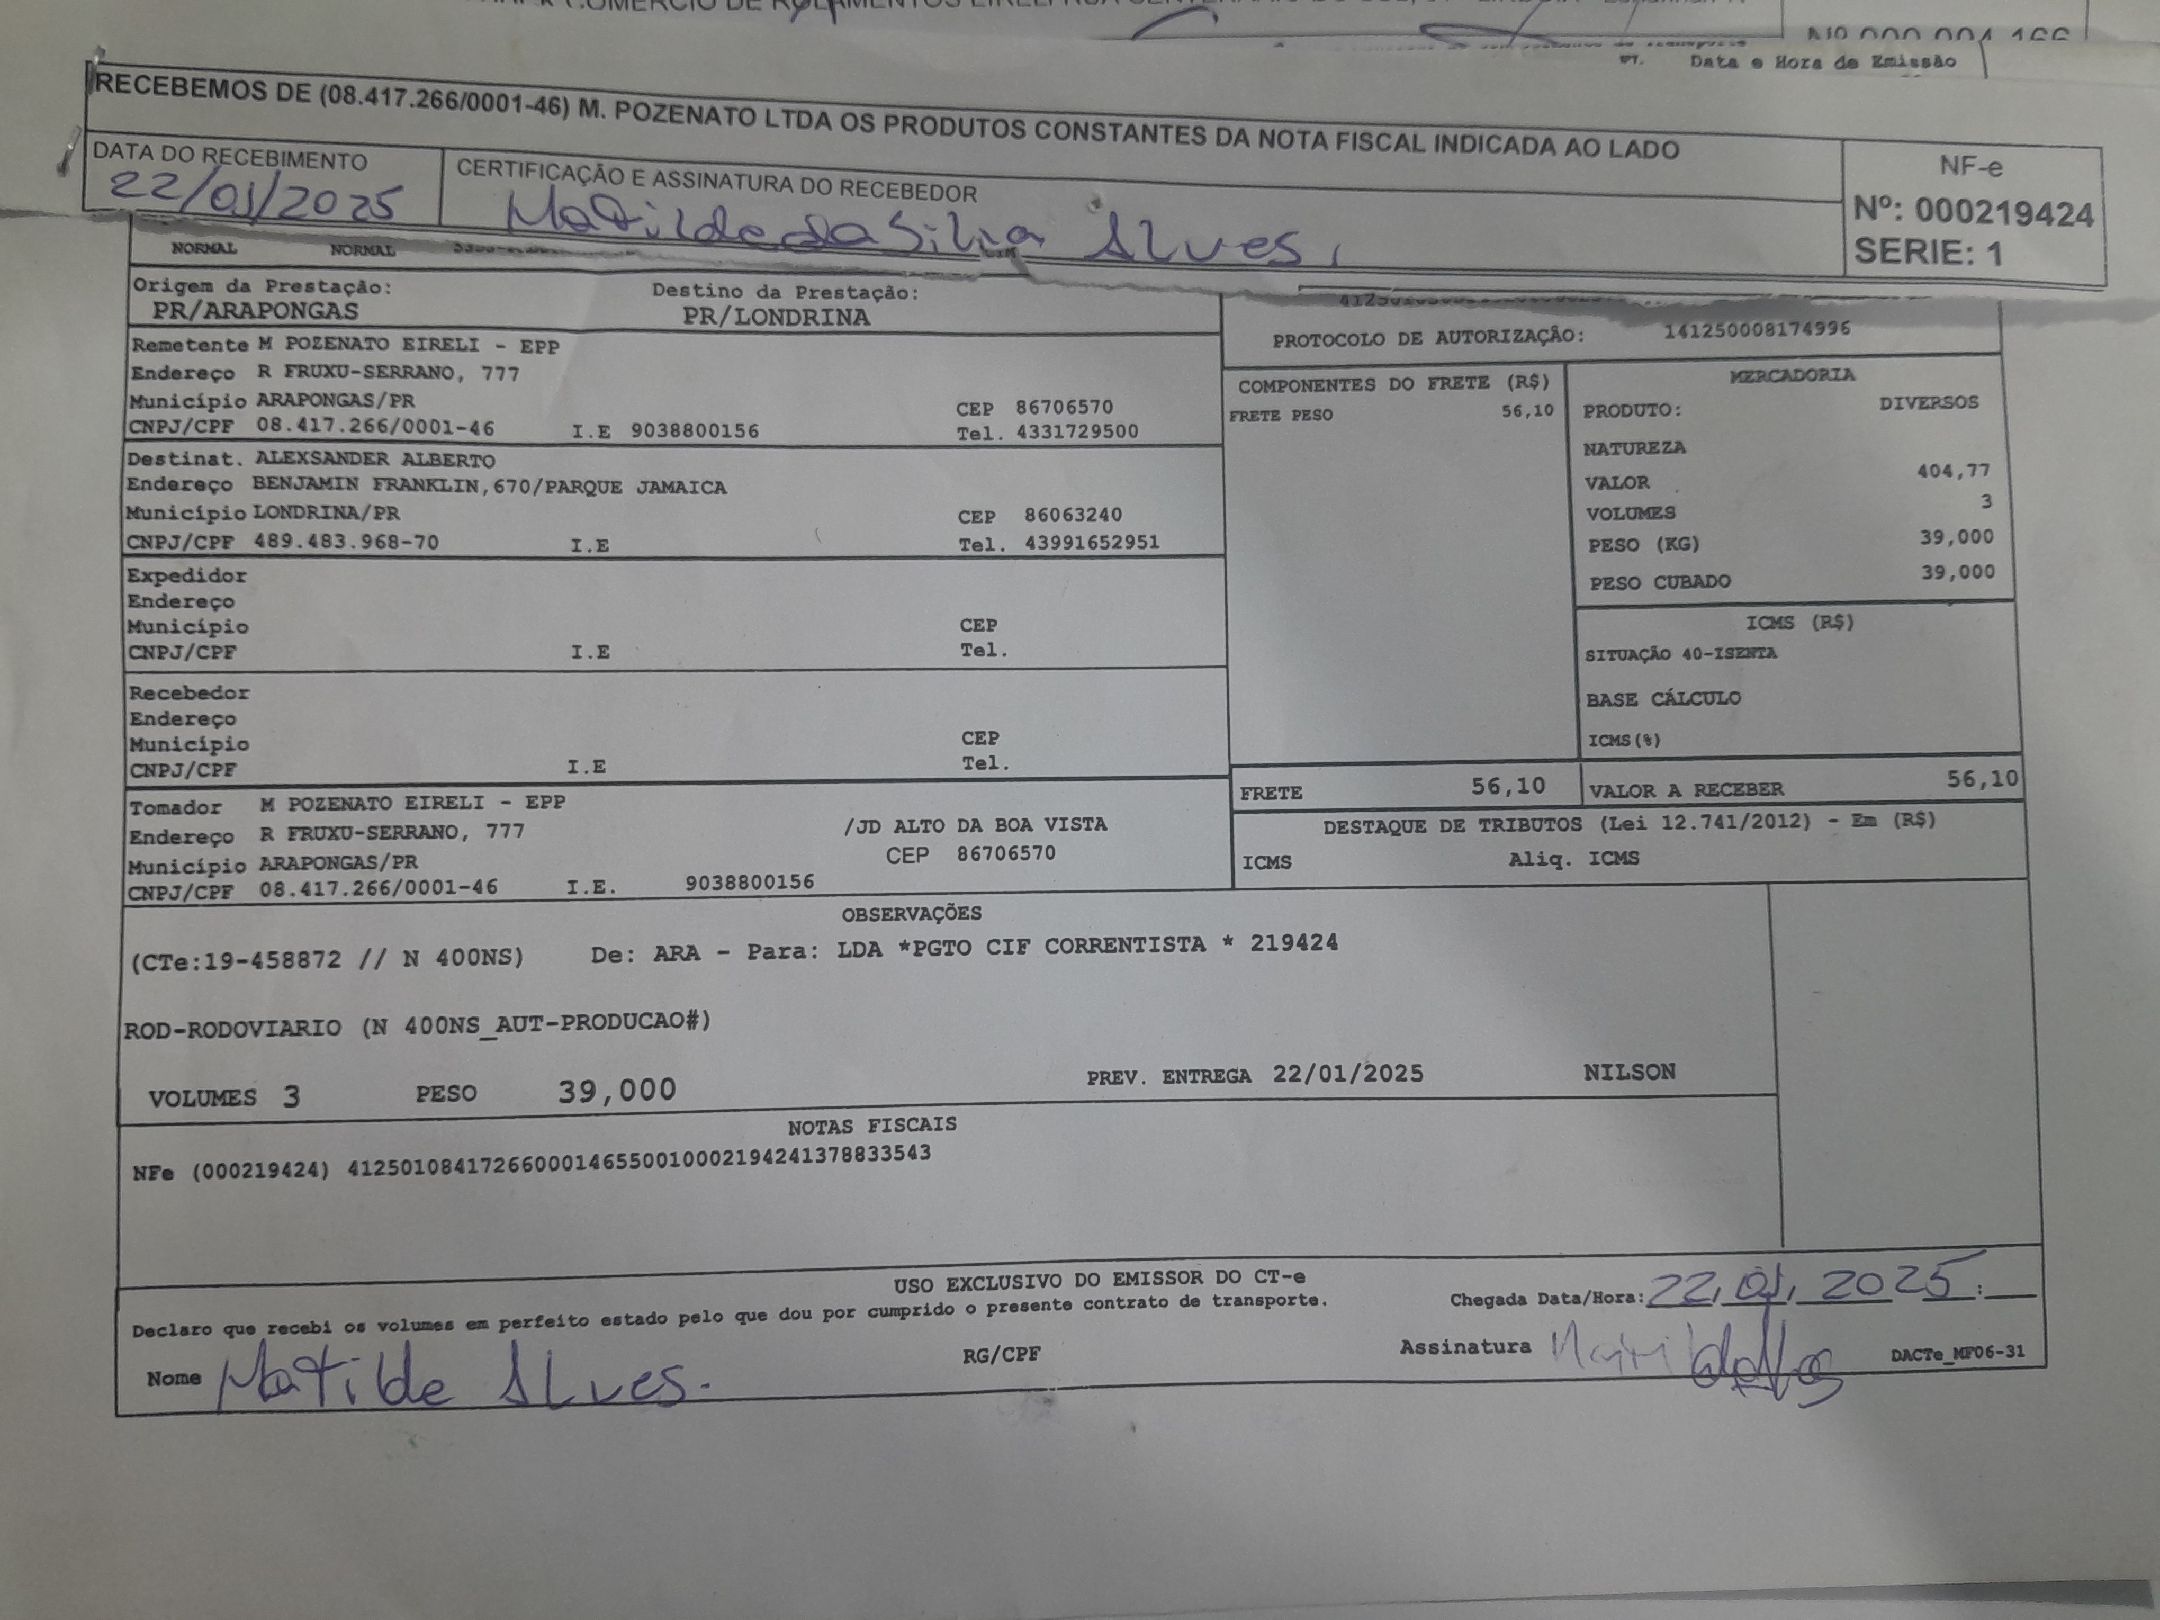 COMERCIO DE ROLAMENTOS EIRELI
Nº 000.004.166
Data e Hora de Emissão
RECEBEMOS DE (08.417.266/0001-46) M. POZENATO LTDA OS PRODUTOS CONSTANTES DA NOTA FISCAL INDICADA AO LADO
DATA DO RECEBIMENTO
22/01/2025
CERTIFICAÇÃO E ASSINATURA DO RECEBEDOR
Matilde da Silva Alves.
NF-e
Nº: 000219424
SERIE: 1
NORMAL NORMAL
Origem da Prestação: Destino da Prestação:
PR/ARAPONGAS PR/LONDRINA
PROTOCOLO DE AUTORIZAÇÃO: 141250008174996
Remetente M POZENATO EIRELI - EPP
Endereço R FRUXU-SERRANO, 777
Município ARAPONGAS/PR CEP 86706570
CNPJ/CPF 08.417.266/0001-46 I.E 9038800156 Tel. 4331729500
Destinat. ALEXSANDER ALBERTO
Endereço BENJAMIN FRANKLIN,670/PARQUE JAMAICA
Município LONDRINA/PR CEP 86063240
CNPJ/CPF 489.483.968-70 I.E Tel. 43991652951
Expedidor
Endereço
Município CEP
CNPJ/CPF I.E Tel.
Recebedor
Endereço
Município CEP
CNPJ/CPF I.E Tel.
Tomador M POZENATO EIRELI - EPP
Endereço R FRUXU-SERRANO, 777 /JD ALTO DA BOA VISTA
Município ARAPONGAS/PR CEP 86706570
CNPJ/CPF 08.417.266/0001-46 I.E. 9038800156
COMPONENTES DO FRETE (R$)
FRETE PESO 56,10
MERCADORIA
PRODUTO: DIVERSOS
NATUREZA
VALOR 404,77
VOLUMES 3
PESO (KG) 39,000
PESO CUBADO 39,000
ICMS (R$)
SITUAÇÃO 40-ISENTA
BASE CÁLCULO
ICMS(%)
FRETE 56,10 VALOR A RECEBER 56,10
DESTAQUE DE TRIBUTOS (Lei 12.741/2012) - Em (R$)
ICMS Aliq. ICMS
OBSERVAÇÕES
(CTe:19-458872 // N 400NS) De: ARA - Para: LDA *PGTO CIF CORRENTISTA * 219424
ROD-RODOVIARIO (N 400NS_AUT-PRODUCAO#)
VOLUMES 3 PESO 39,000 PREV. ENTREGA 22/01/2025 NILSON
NOTAS FISCAIS
NFe (000219424) 41250108417266000146550010002194241378833543
USO EXCLUSIVO DO EMISSOR DO CT-e
Declaro que recebi os volumes em perfeito estado pelo que dou por cumprido o presente contrato de transporte. Chegada Data/Hora: 22, 01, 2025 :
Nome Matilde Alves. RG/CPF Assinatura DACTe_MF06-31